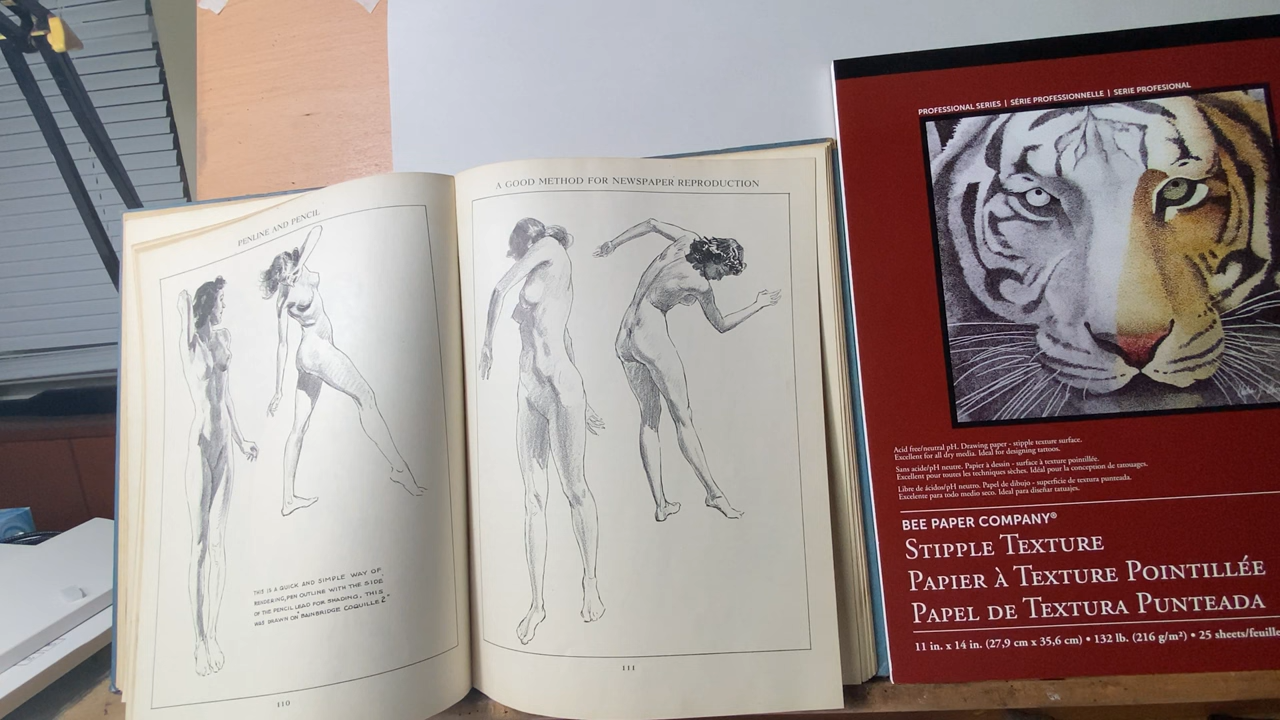 PENLINE AND PENCIL
THIS IS A QUICK AND SIMPLE WAY OF
RENDERING, PEN OUTLINE WITH THE SIDE
OF THE PENCIL LEAD FOR SHADING, THIS
WAS DRAWN ON "BAINBRIDGE COQUILLE 2"
110
A GOOD METHOD FOR NEWSPAPER REPRODUCTION
111
PROFESSIONAL SERIES | SÉRIE PROFESSIONNELLE | SERIE PROFESIONAL
Acid free/neutral pH. Drawing paper - stipple texture surface.
Excellent for all dry media. Ideal for designing tattoos.
Sans acide/pH neutre. Papier à dessin - surface à texture pointillée.
Excellent pour toutes les techniques sèches. Idéal pour la conception de tatouages.
Libre de ácidos/pH neutro. Papel de dibujo - superficie de textura punteada.
Excelente para todo medio seco. Ideal para diseñar tatuajes.
BEE PAPER COMPANY®
STIPPLE TEXTURE
PAPIER À TEXTURE POINTILLÉE
PAPEL DE TEXTURA PUNTEADA
11 in. x 14 in. (27,9 cm x 35,6 cm) • 132 lb. (216 g/m²) • 25 sheets/feuille